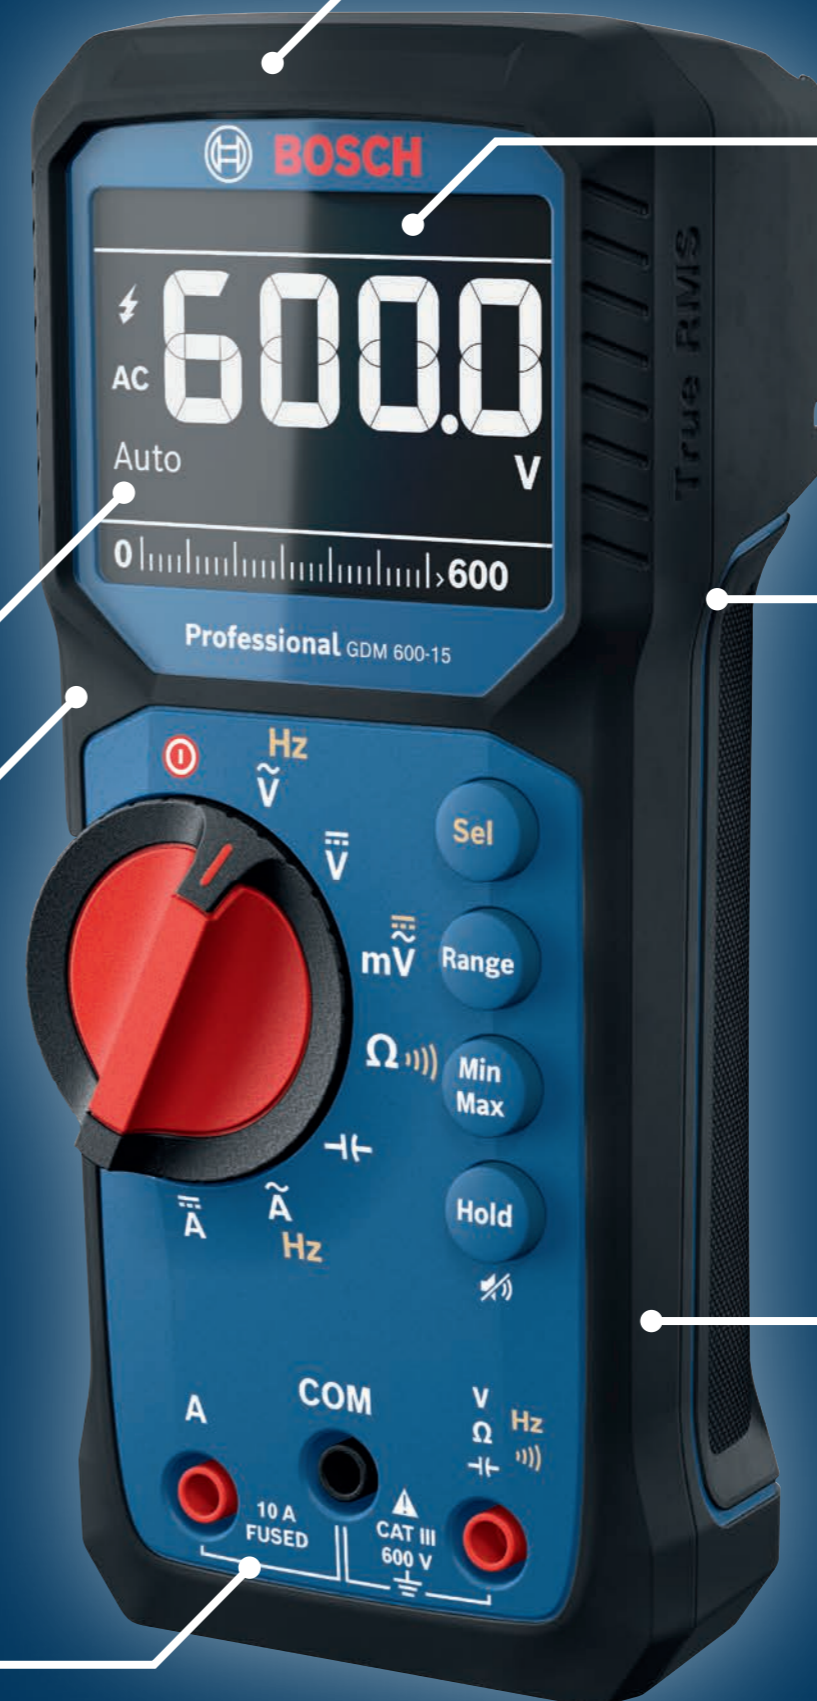 BOSCH
600.0
AC
Auto
V
0 600
Professional GDM 600-15
True RMS
Hz
V
V
mV
Ω
A
A
Hz
Sel
Range
Min
Max
Hold
A
COM
V
Ω
Hz
10 A
FUSED
CAT III
600 V